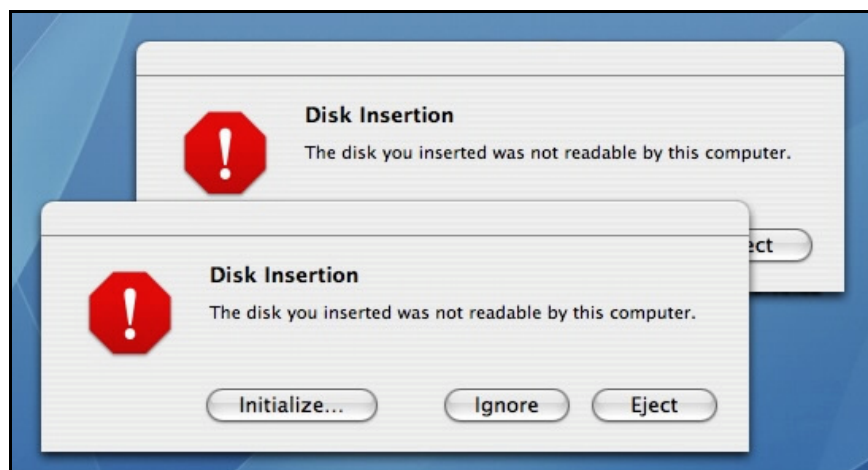 Disk Insertion
The disk you inserted was not readable by this computer.
Disk Insertion
The disk you inserted was not readable by this computer.
Initialize... Ignore Eject